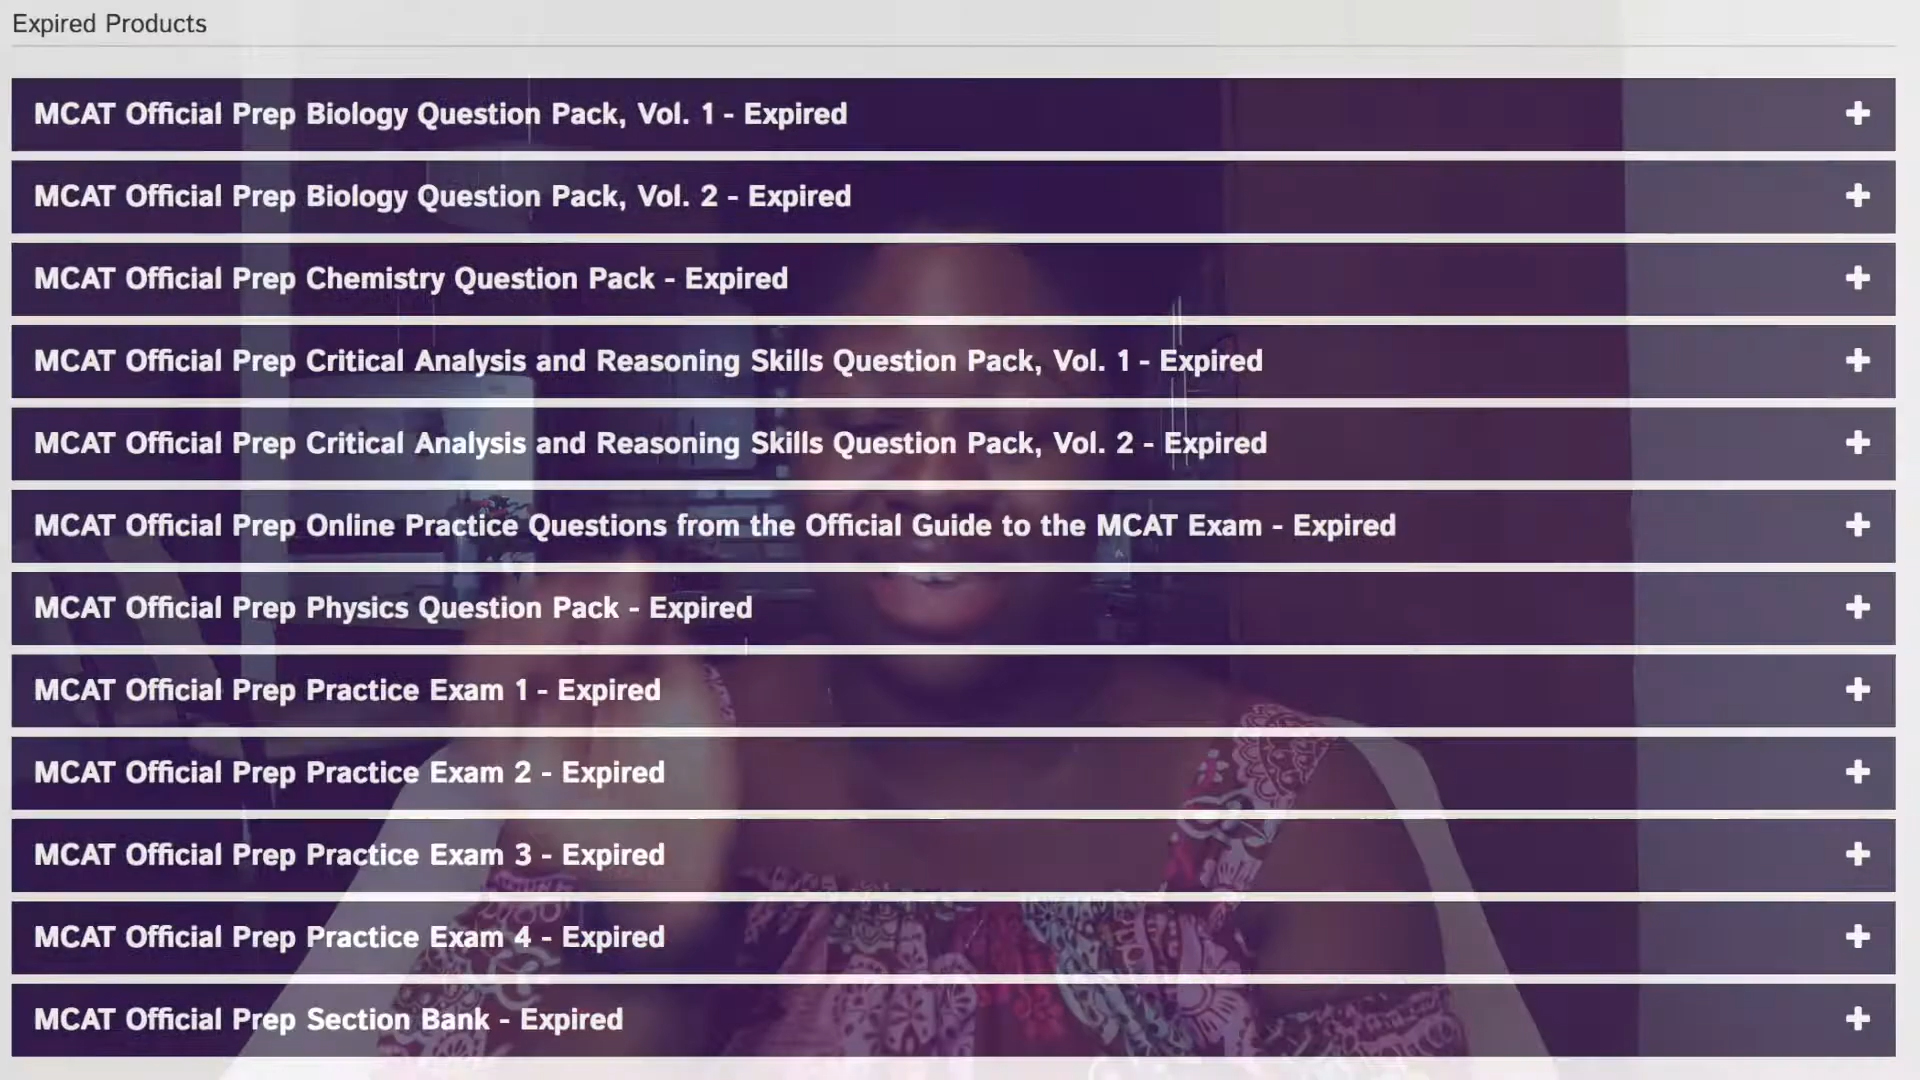 Expired Products
MCAT Official Prep Biology Question Pack, Vol. 1 - Expired
MCAT Official Prep Biology Question Pack, Vol. 2 - Expired
MCAT Official Prep Chemistry Question Pack - Expired
MCAT Official Prep Critical Analysis and Reasoning Skills Question Pack, Vol. 1 - Expired
MCAT Official Prep Critical Analysis and Reasoning Skills Question Pack, Vol. 2 - Expired
MCAT Official Prep Online Practice Questions from the Official Guide to the MCAT Exam - Expired
MCAT Official Prep Physics Question Pack - Expired
MCAT Official Prep Practice Exam 1 - Expired
MCAT Official Prep Practice Exam 2 - Expired
MCAT Official Prep Practice Exam 3 - Expired
MCAT Official Prep Practice Exam 4 - Expired
MCAT Official Prep Section Bank - Expired